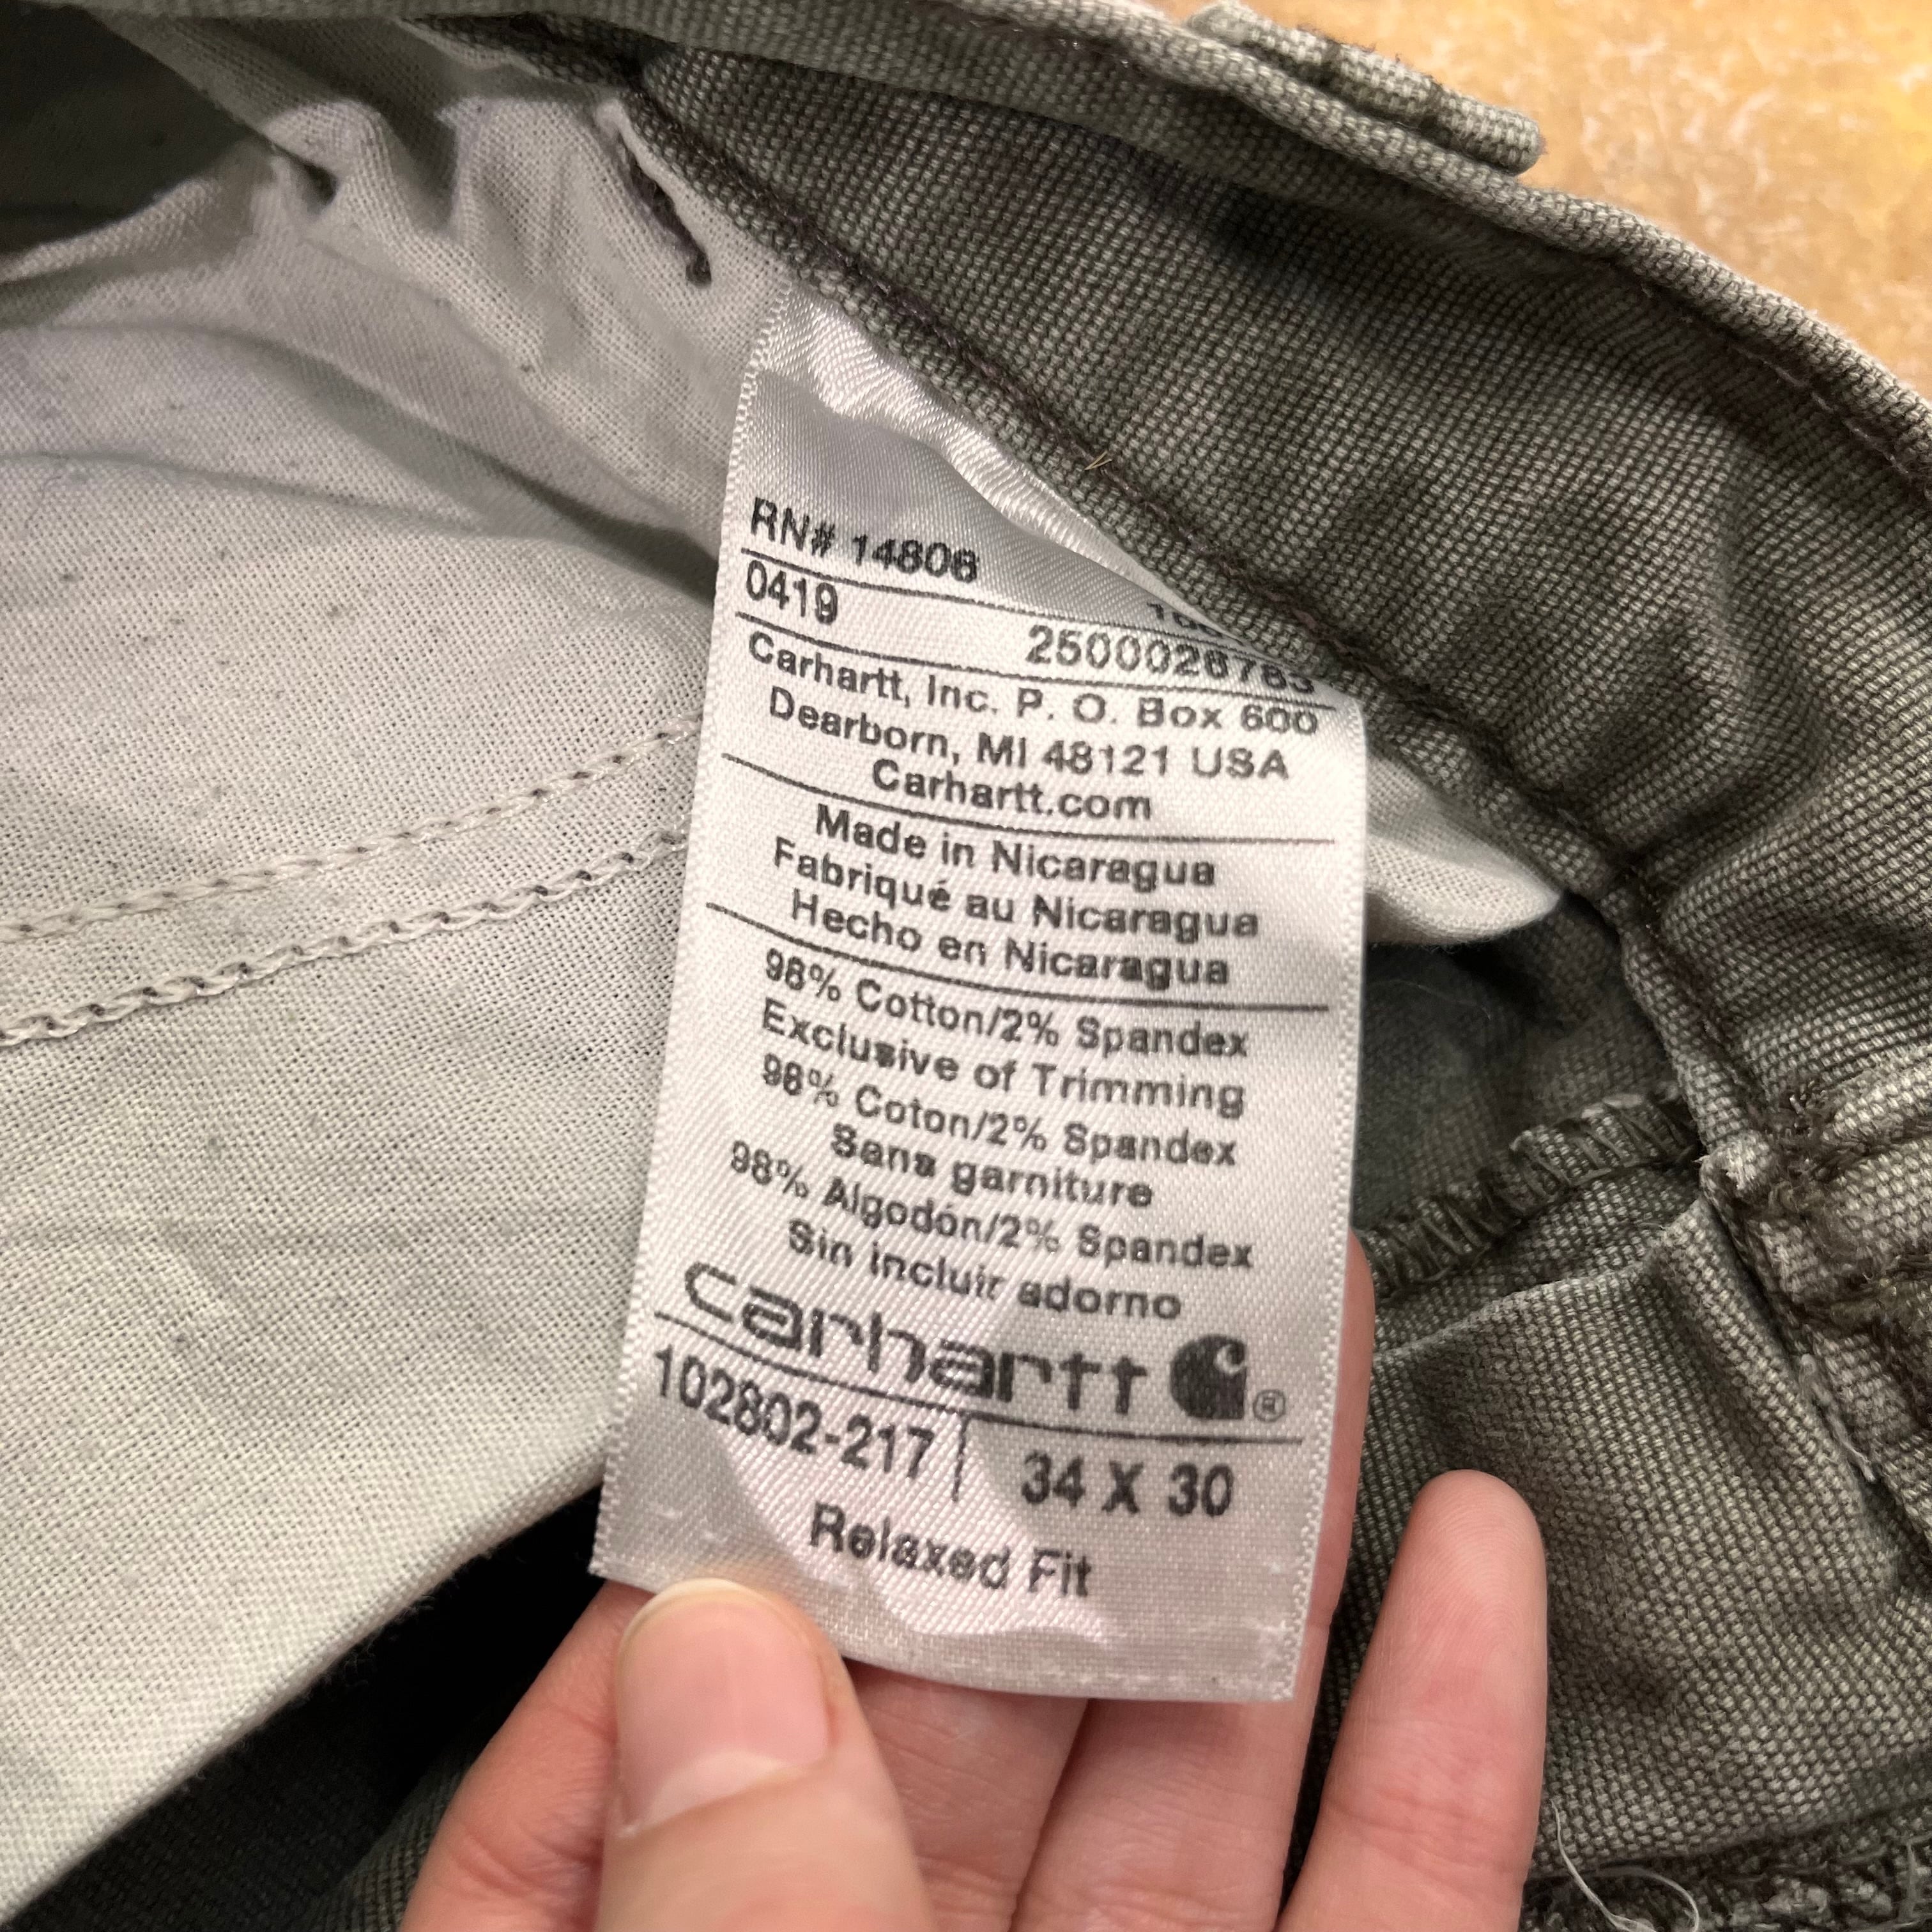 RN# 14806
0419
2500026783
Carhartt, Inc. P. O. Box 600
Dearborn, MI 48121 USA
Carhartt.com
Made in Nicaragua
Fabriqué au Nicaragua
Hecho en Nicaragua
98% Cotton/2% Spandex
Exclusive of Trimming
98% Coton/2% Spandex
Sans garniture
98% Algodón/2% Spandex
Sin incluir adorno
carhartt ®
102802-217 | 34 X 30
Relaxed Fit